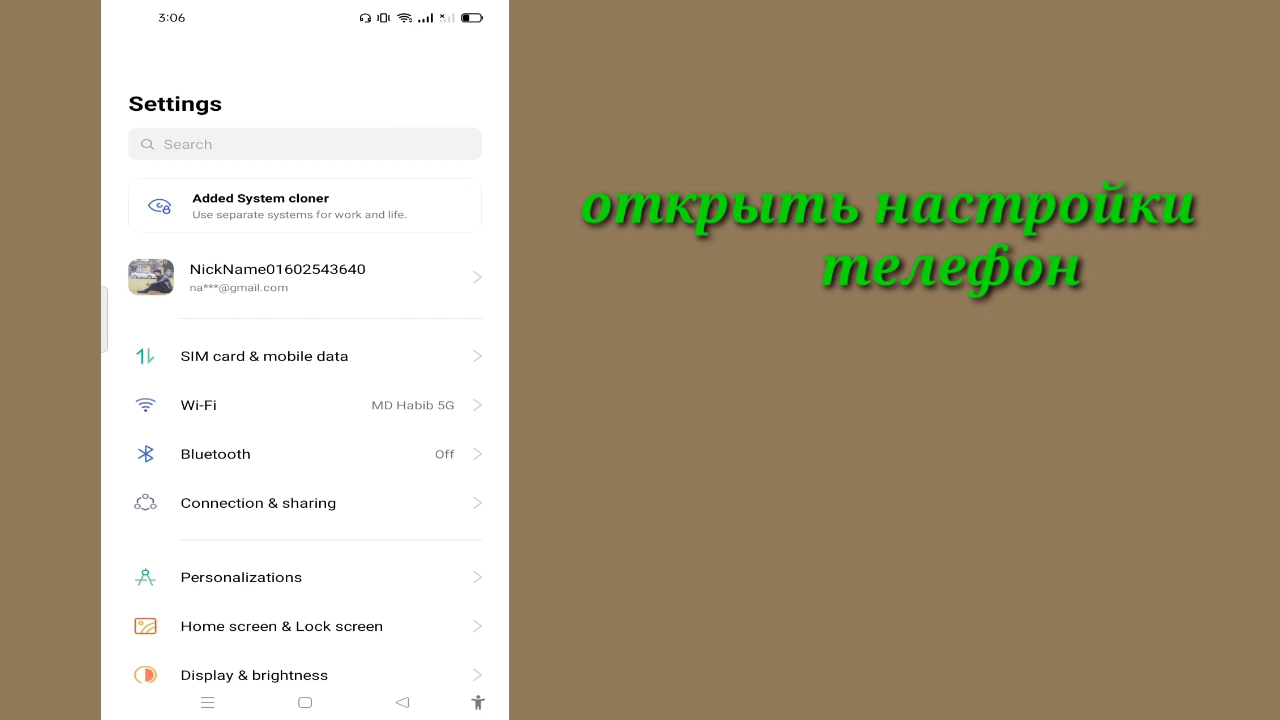 3:06
Settings
Search
Added System cloner
Use separate systems for work and life.
NickName01602543640
na***@gmail.com
SIM card & mobile data
Wi-Fi MD Habib 5G
Bluetooth Off
Connection & sharing
Personalizations
Home screen & Lock screen
Display & brightness
открыть настройки
телефон